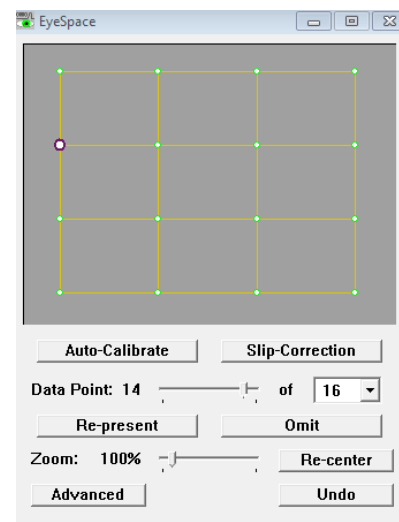 EyeSpace
Auto-Calibrate Slip-Correction
Data Point: 14 of 16
Re-present Omit
Zoom: 100% Re-center
Advanced Undo